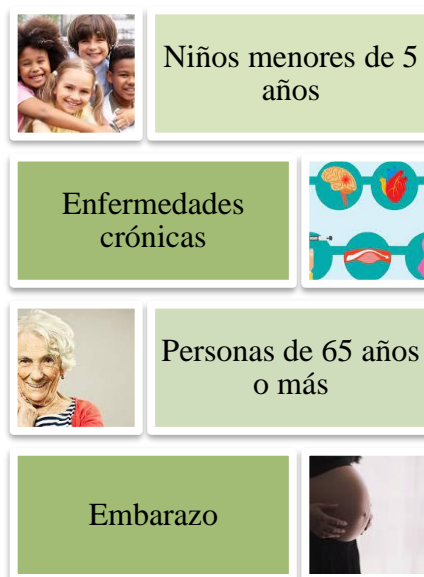 Niños menores de 5
años
Enfermedades
crónicas
Personas de 65 años
o más
Embarazo